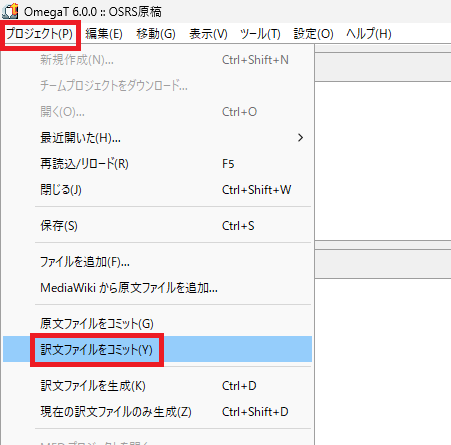 OmegaT 6.0.0 :: OSRS原稿
プロジェクト(P) 編集(E) 移動(G) 表示(V) ツール(T) 設定(O) ヘルプ(H)
新規作成(N)... Ctrl+Shift+N
チームプロジェクトをダウンロード...
開く(O)... Ctrl+O
最近開いた(H)...
再読込/リロード(R) F5
閉じる(J) Ctrl+Shift+W
保存(S) Ctrl+S
ファイルを追加(F)...
MediaWiki から原文ファイルを追加...
原文ファイルをコミット(G)
訳文ファイルをコミット(Y)
訳文ファイルを生成(K) Ctrl+D
現在の訳文ファイルのみ生成(Z) Ctrl+Shift+D